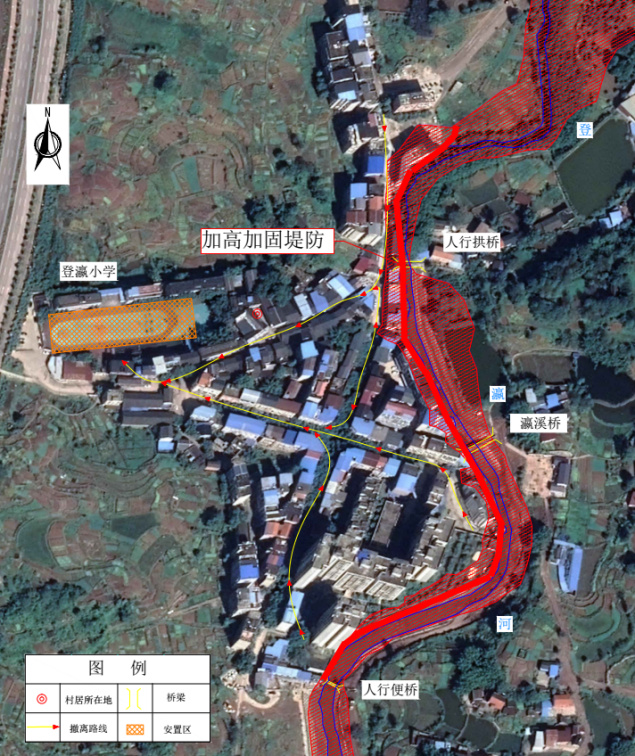 N
登
加高加固堤防
人行拱桥
登瀛小学
瀛
瀛溪桥
河
人行便桥
图 例
村居所在地
桥梁
撤离路线
安置区